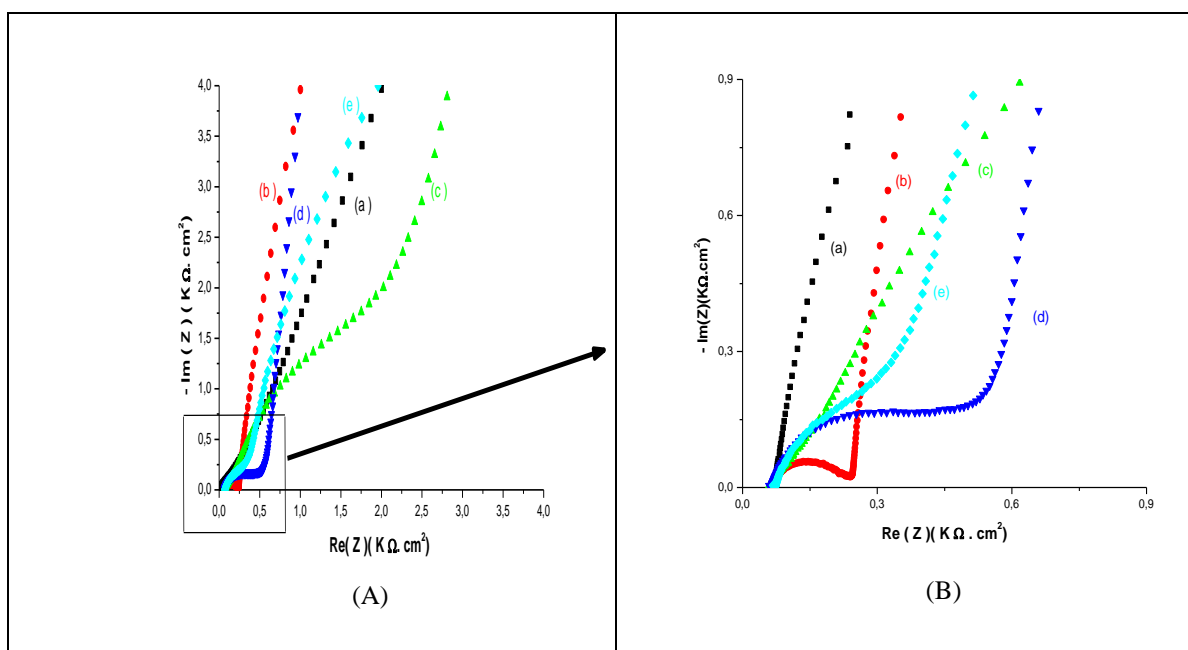 4,0
3,5
3,0
2,5
2,0
1,5
1,0
0,5
0,0
- Im ( Z ) ( K Ω. cm²)
(b )
(d )
(e )
(a )
(c )
0,0 0,5 1,0 1,5 2,0 2,5 3,0 3,5 4,0
Re( Z )( K Ω. cm²)
(A)
0,9
0,6
0,3
0,0
- Im(Z)(KΩ.cm²)
(a)
(b)
(c)
(e)
(d)
0,0 0,3 0,6 0,9
Re ( Z )( K Ω . cm²)
(B)